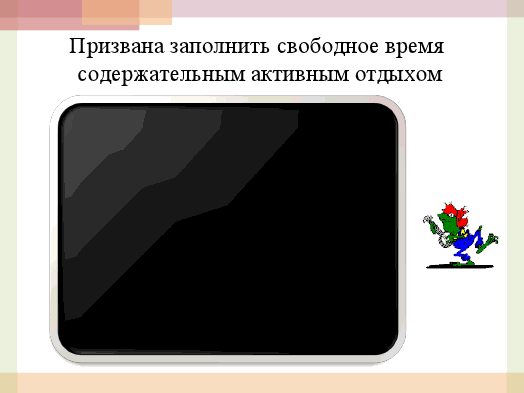 Призвана заполнить свободное время
содержательным активным отдыхом